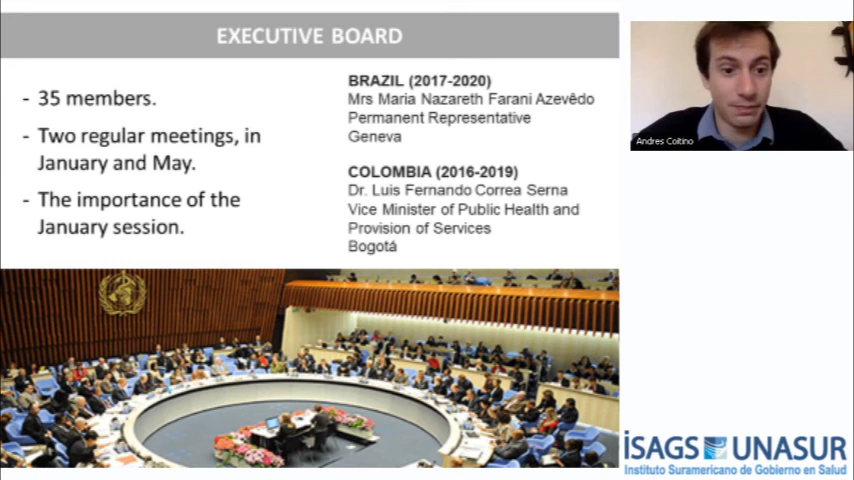 EXECUTIVE BOARD
- 35 members.
- Two regular meetings, in
January and May.
- The importance of the
January session.
BRAZIL (2017-2020)
Mrs Maria Nazareth Farani Azevêdo
Permanent Representative
Geneva
COLOMBIA (2016-2019)
Dr. Luis Fernando Correa Serna
Vice Minister of Public Health and
Provision of Services
Bogotá
Andres Coitino
isags UNASUR
Instituto Suramericano de Gobierno en Salud